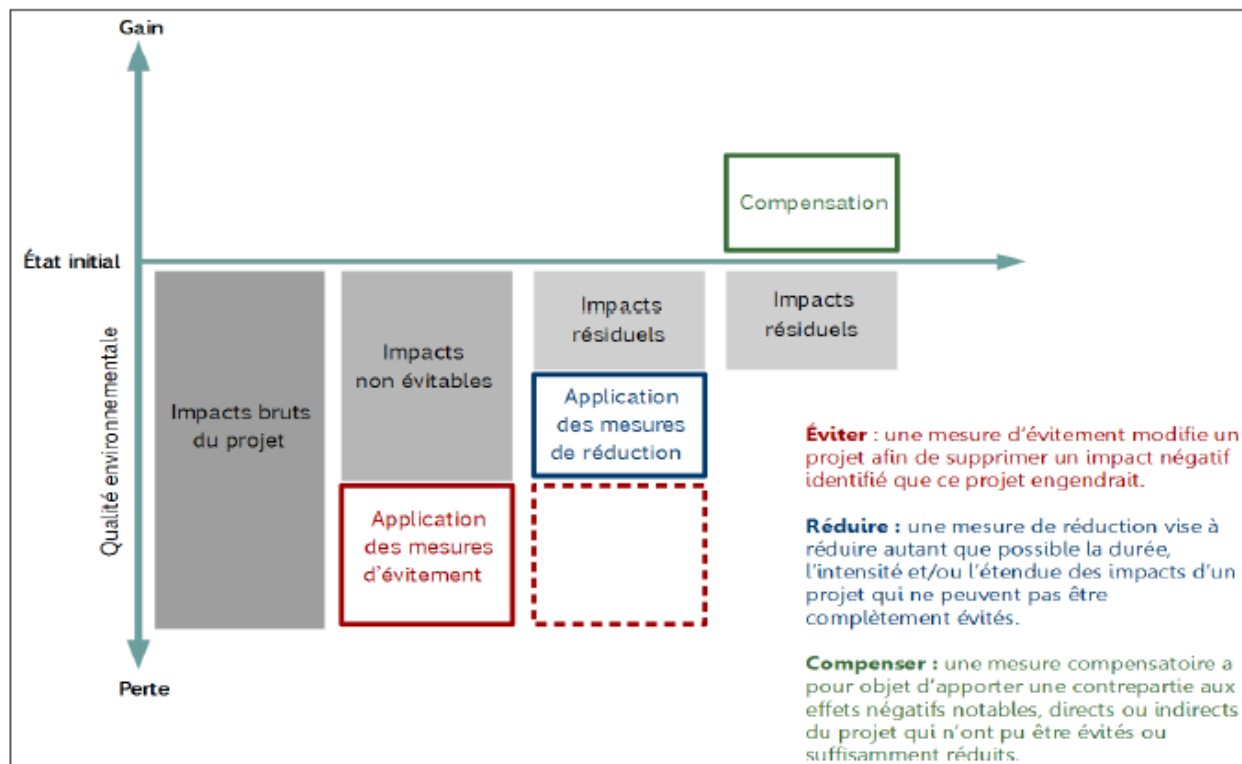 Gain
État initial
Qualité environnementale
Perte
Impacts bruts
du projet
Impacts
non évitables
Application
des mesures
d'évitement
Impacts
résiduels
Application
des mesures
de réduction
Compensation
Impacts
résiduels
Éviter : une mesure d'évitement modifie un
projet afin de supprimer un impact négatif
identifié que ce projet engendrait.
Réduire : une mesure de réduction vise à
réduire autant que possible la durée,
l'intensité et/ou l'étendue des impacts d'un
projet qui ne peuvent pas être
complètement évités.
Compenser : une mesure compensatoire a
pour objet d'apporter une contrepartie aux
effets négatifs notables, directs ou indirects
du projet qui n'ont pu être évités ou
suffisamment réduits.